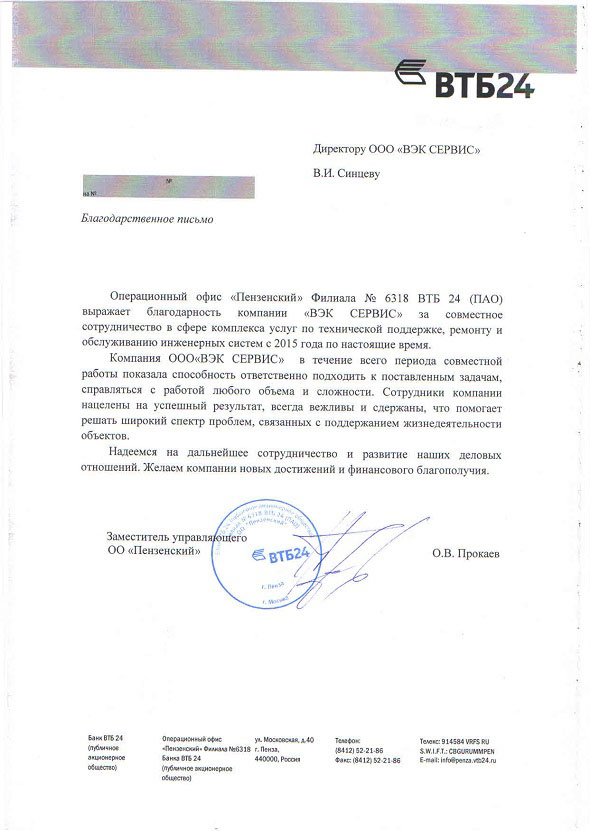 ВТБ24
Директору ООО «ВЭК СЕРВИС»
В.И. Синцеву
№
на №
Благодарственное письмо
Операционный офис «Пензенский» Филиала № 6318 ВТБ 24 (ПАО)
выражает благодарность компании «ВЭК СЕРВИС» за совместное
сотрудничество в сфере комплекса услуг по технической поддержке, ремонту и
обслуживанию инженерных систем с 2015 года по настоящие время.
Компания ООО«ВЭК СЕРВИС» в течение всего периода совместной
работы показала способность ответственно подходить к поставленным задачам,
справляться с работой любого объема и сложности. Сотрудники компании
нацелены на успешный результат, всегда вежливы и сдержаны, что помогает
решать широкий спектр проблем, связанных с поддержанием жизнедеятельности
объектов.
Надеемся на дальнейшее сотрудничество и развитие наших деловых
отношений. Желаем компании новых достижений и финансового благополучия.
Заместитель управляющего
ОО «Пензенский»
О.В. Прокаев
№ 6318 ВТБ 24 (ПАО)
ОО "Пензенский"
ВТБ24
г. Пенза
г. Москва
Банк ВТБ 24
(публичное
акционерное
общество)
Операционный офис
«Пензенский» Филиала №6318
Банка ВТБ 24
(публичное акционерное
общество)
ул. Московская, д.40
г. Пенза,
440000, Россия
Телефон:
(8412) 52-21-86
Факс: (8412) 52-21-86
Телекс: 914584 VRFS RU
S.W.I.F.T.: CBGURUMMPEN
E-mail: info@penza.vtb24.ru